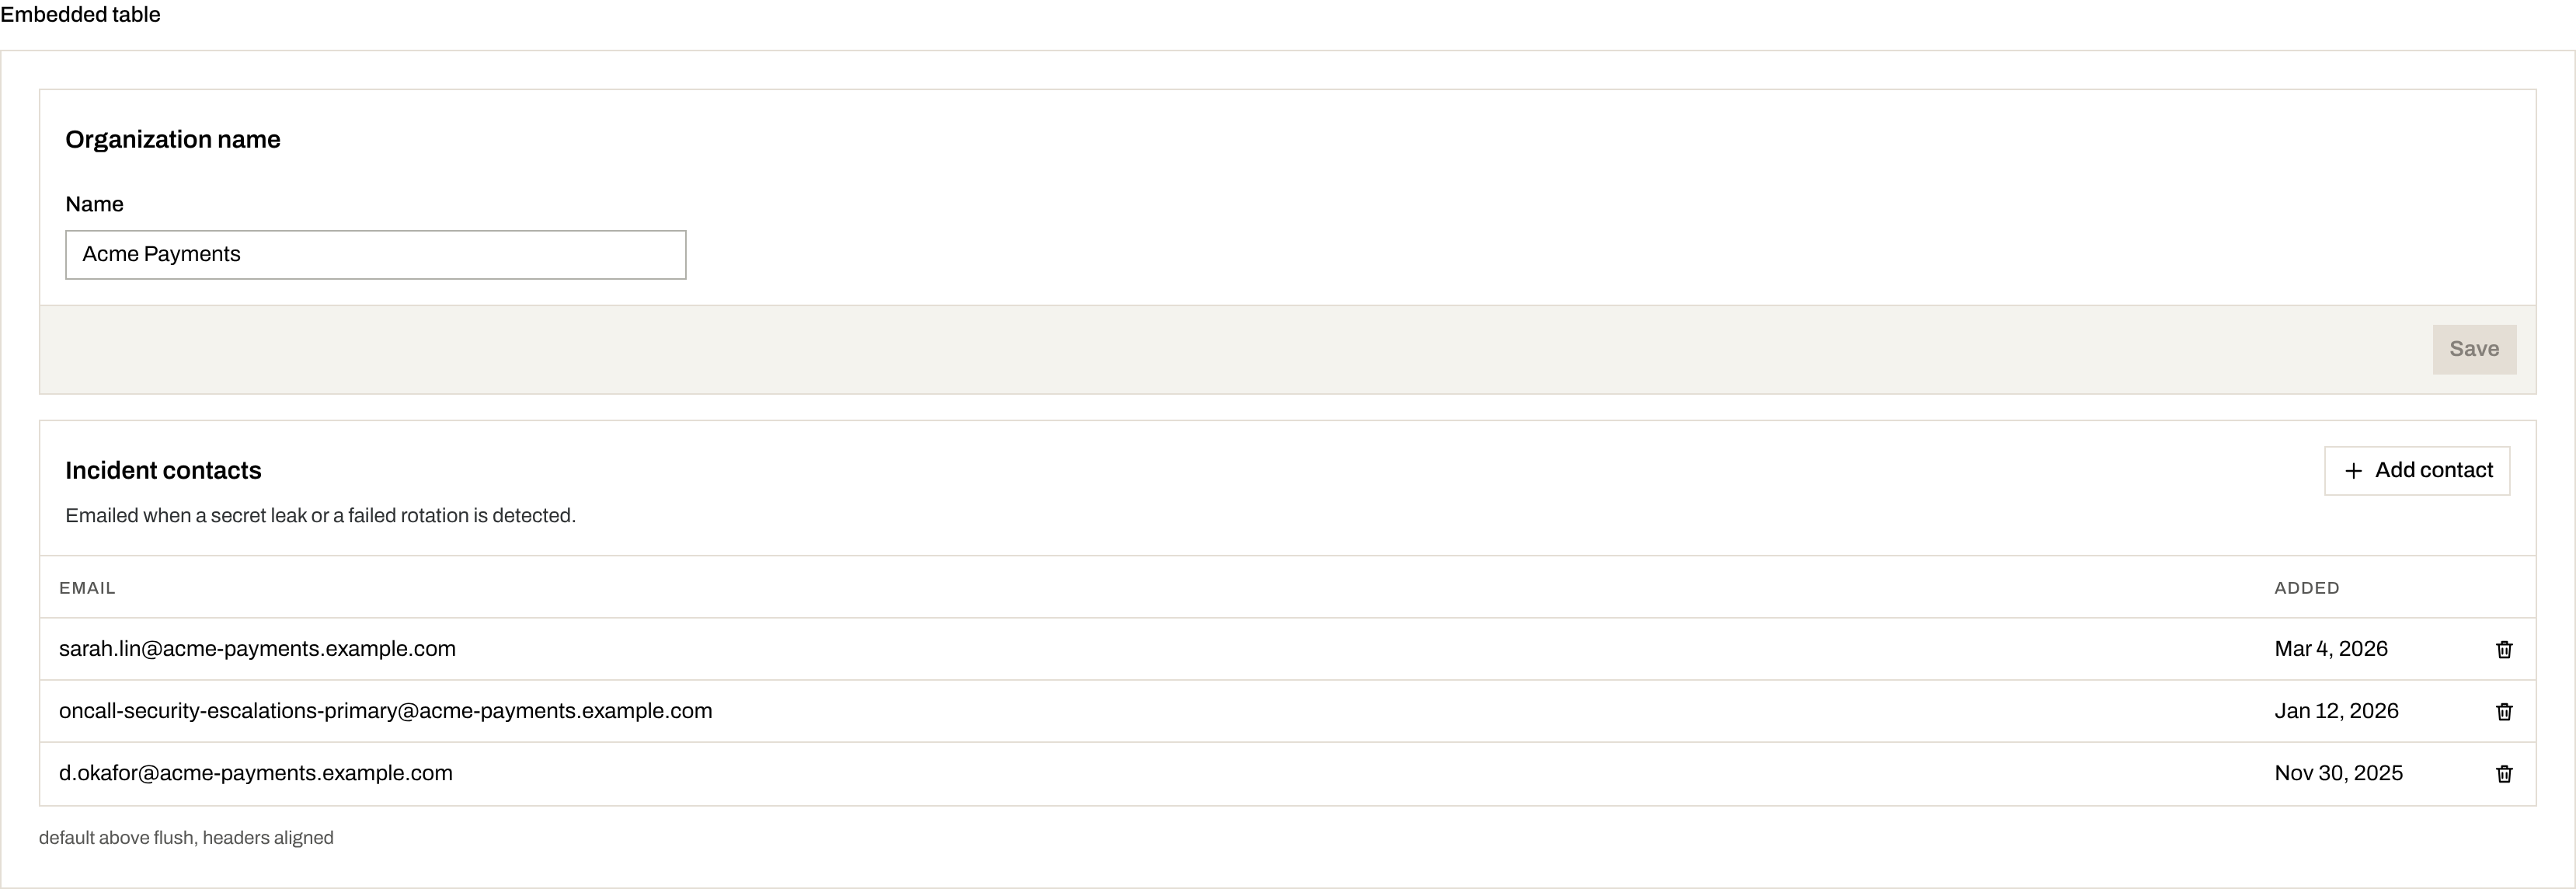 Embedded table
Organization name
Name
Acme Payments
Save
Incident contacts
Add contact
Emailed when a secret leak or a failed rotation is detected.
EMAIL ADDED
sarah.lin@acme-payments.example.com Mar 4, 2026
oncall-security-escalations-primary@acme-payments.example.com Jan 12, 2026
d.okafor@acme-payments.example.com Nov 30, 2025
default above flush, headers aligned